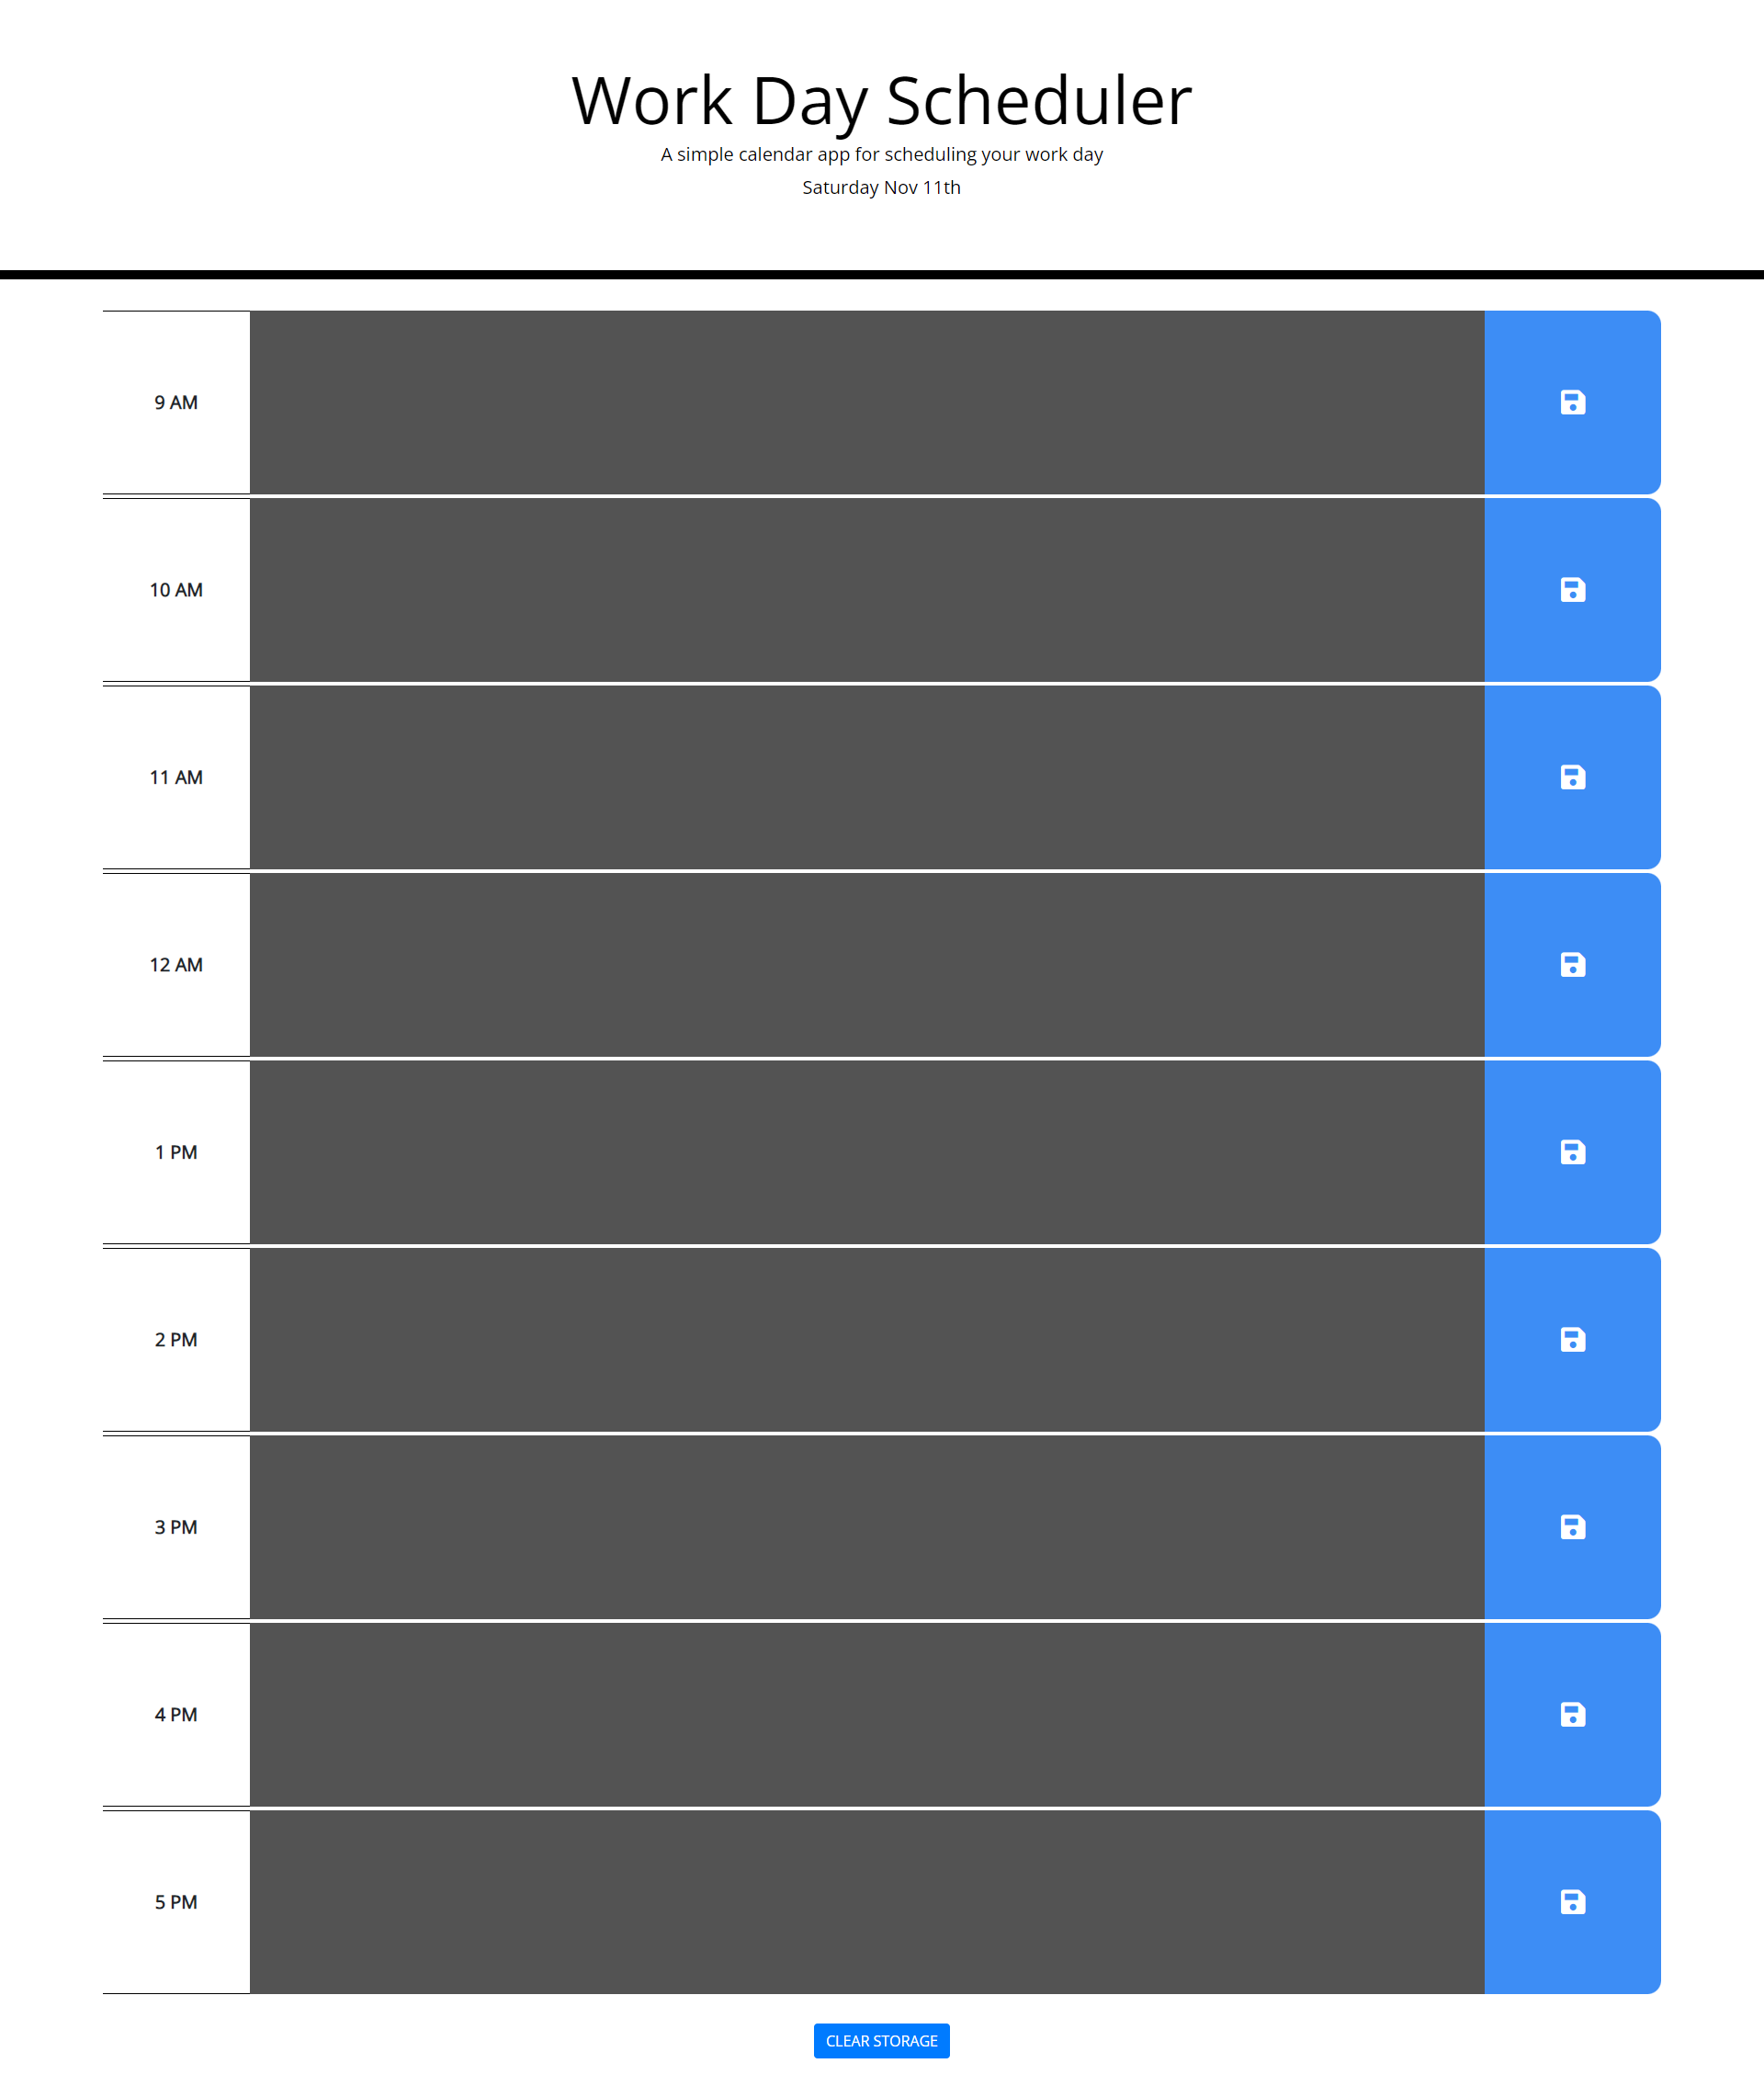 Work Day Scheduler
A simple calendar app for scheduling your work day
Saturday Nov 11th
9 AM
10 AM
11 AM
12 AM
1 PM
2 PM
3 PM
4 PM
5 PM
CLEAR STORAGE